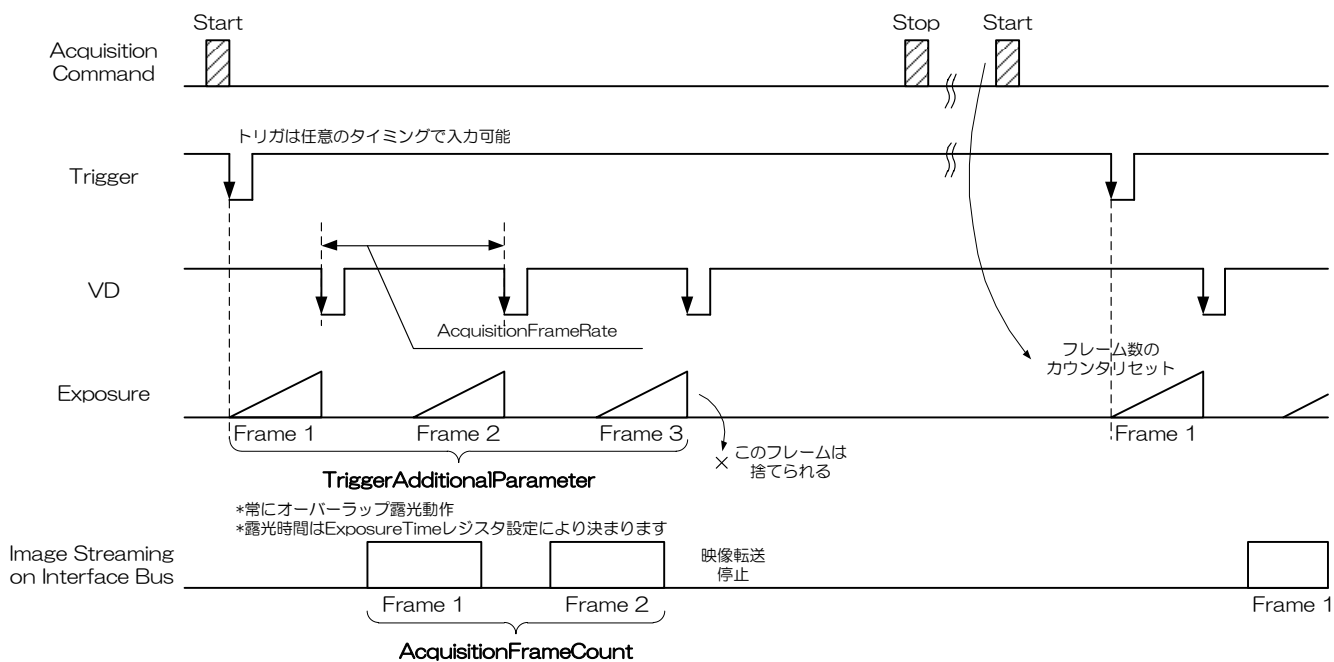 Start
Stop
Start
Acquisition
Command
トリガは任意のタイミングで入力可能
Trigger
VD
AcquisitionFrameRate
フレーム数の
カウンタリセット
Exposure
Frame 1
Frame 2
Frame 3
Frame 1
× このフレームは
捨てられる
TriggerAdditionalParameter
*常にオーバーラップ露光動作
*露光時間はExposureTimeレジスタ設定により決まります
Image Streaming
on Interface Bus
映像転送
停止
Frame 1
Frame 2
Frame 1
AcquisitionFrameCount